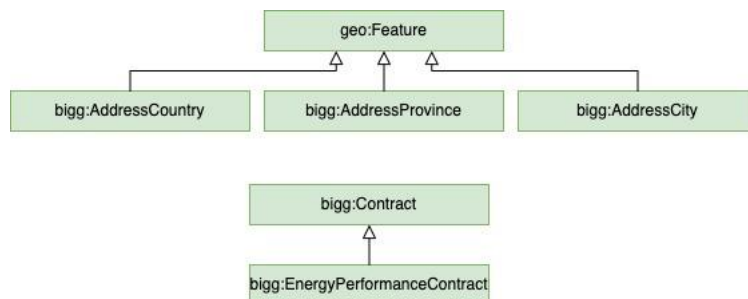 geo:Feature
bigg:AddressCountry
bigg:AddressProvince
bigg:AddressCity
bigg:Contract
bigg:EnergyPerformanceContract